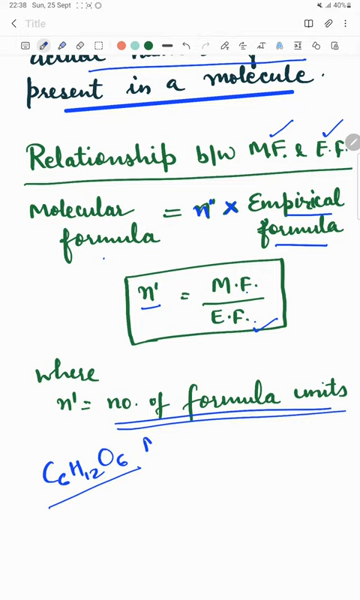 22:38 Sun, 25 Sept
40%
Title
present in a molecule.
Relationship b/w M.F. & E.F.
Molecular = n' × Empirical
formula formula
n' = M.F.
E.F.
where
n' = no. of formula units
C6H12O6